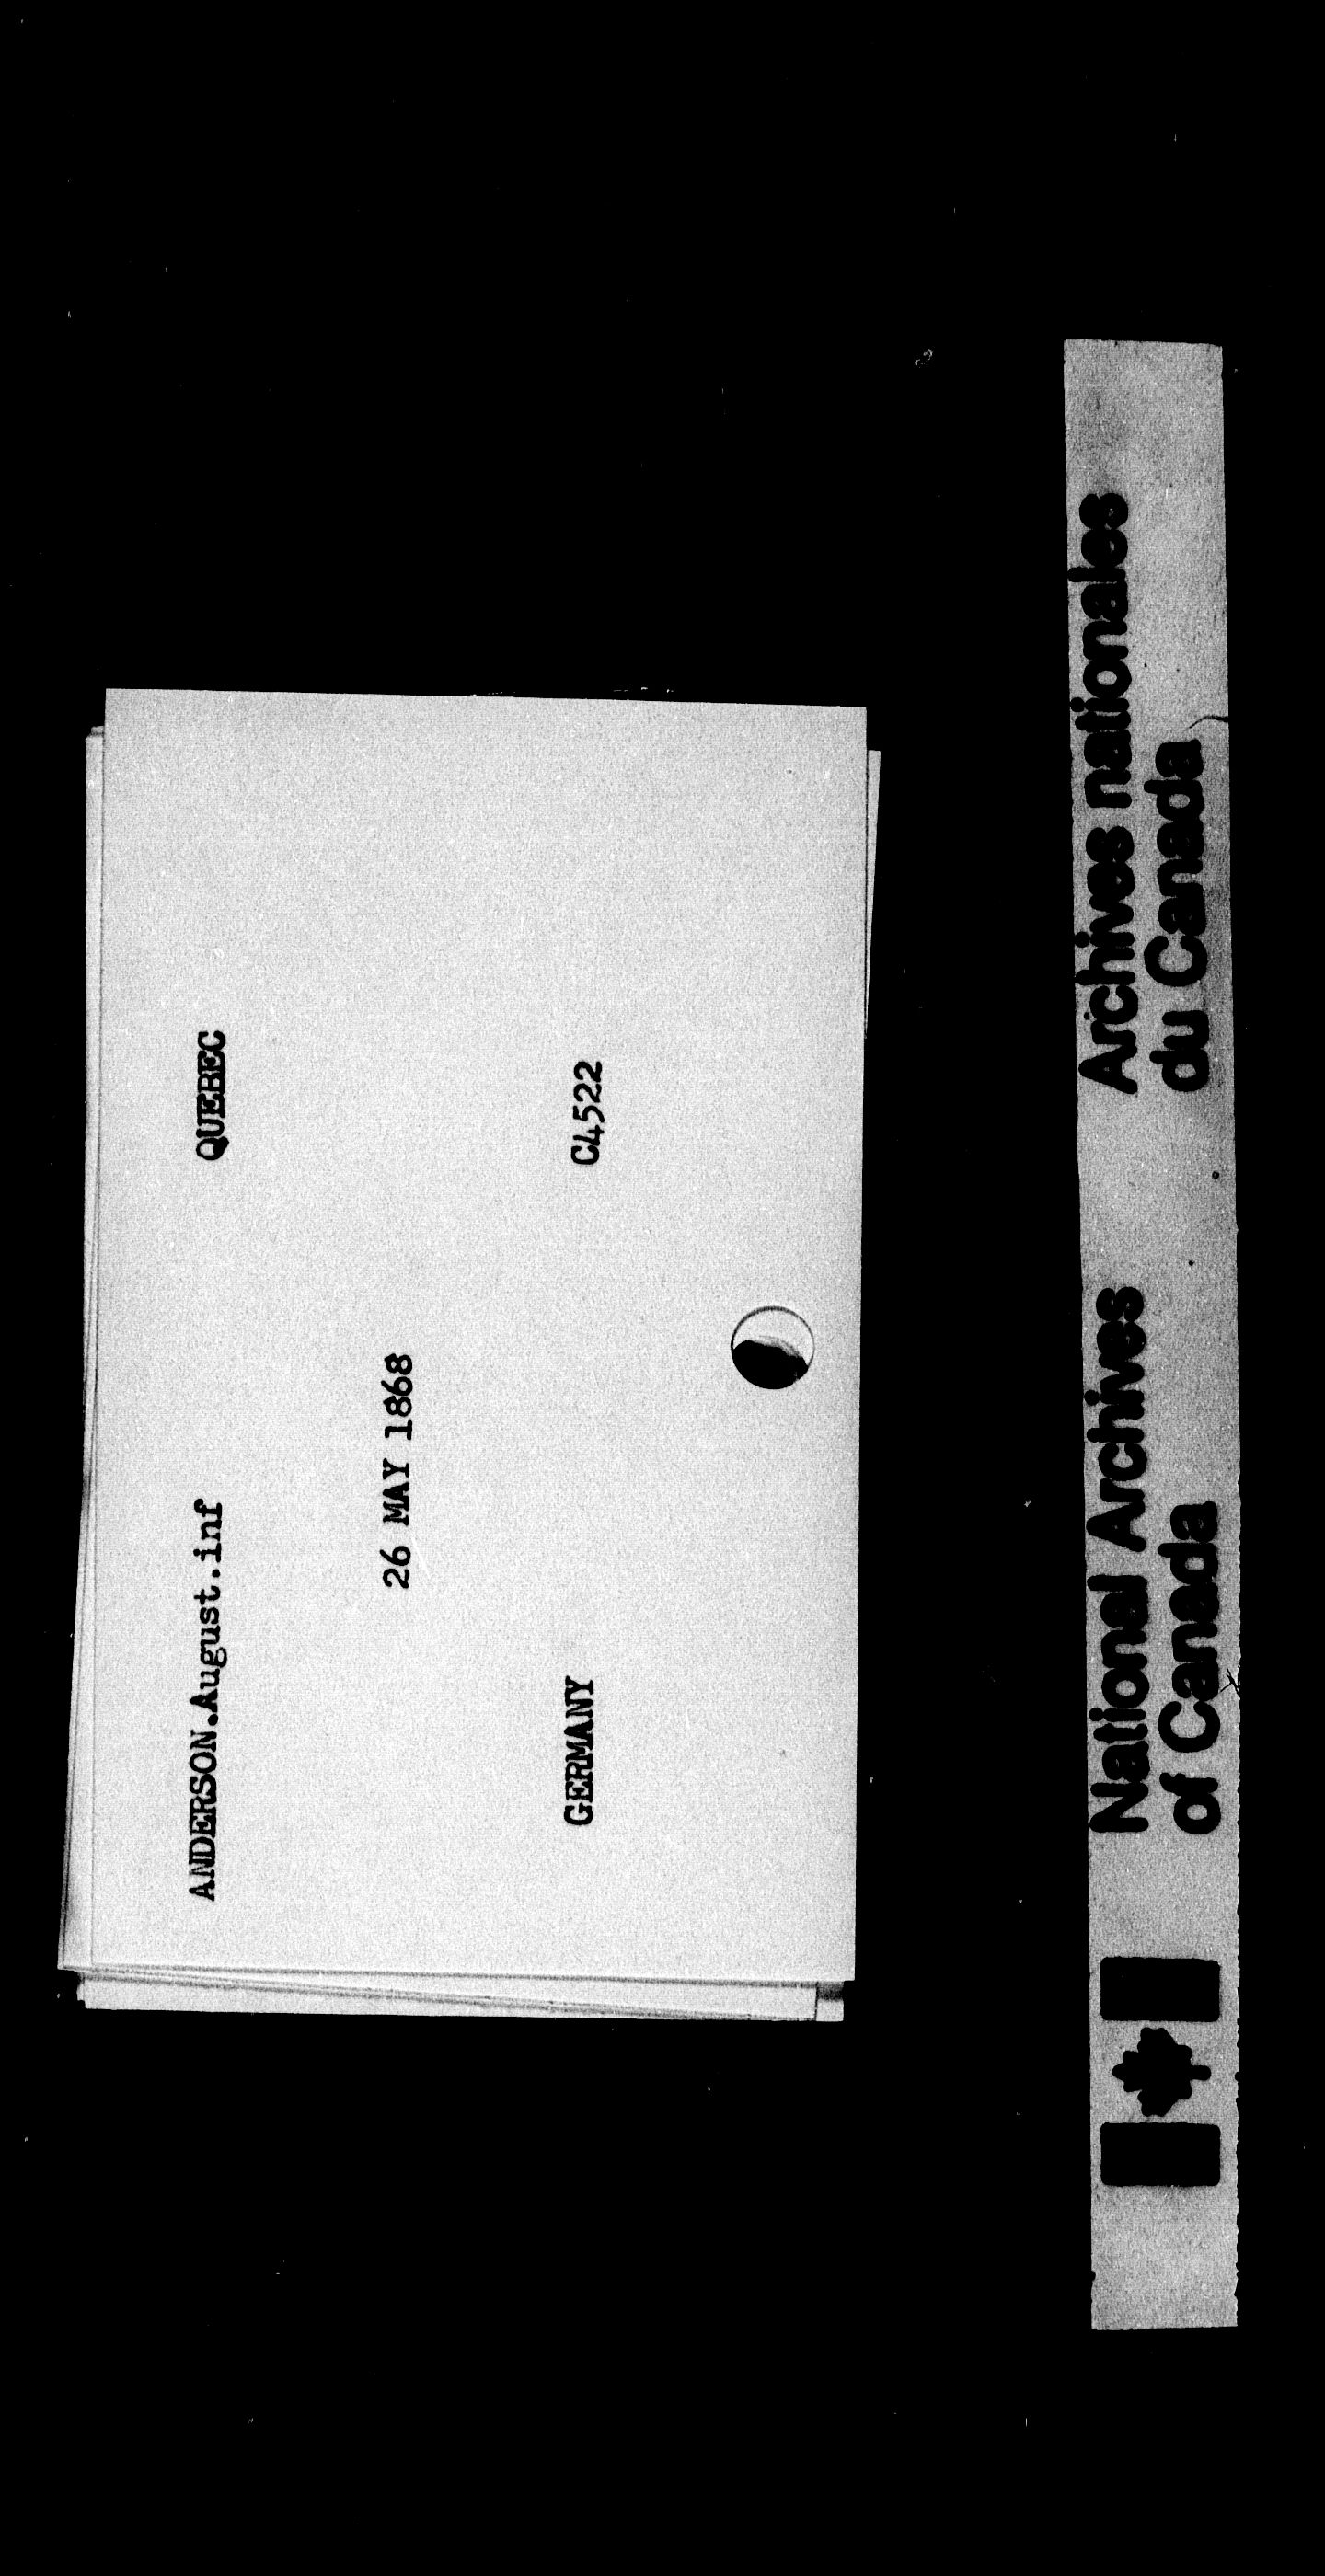 ANDERSON.August.inf QUEBEC
26 MAY 1868
GERMANY C4522
National Archives
of Canada
Archives nationales
du Canada